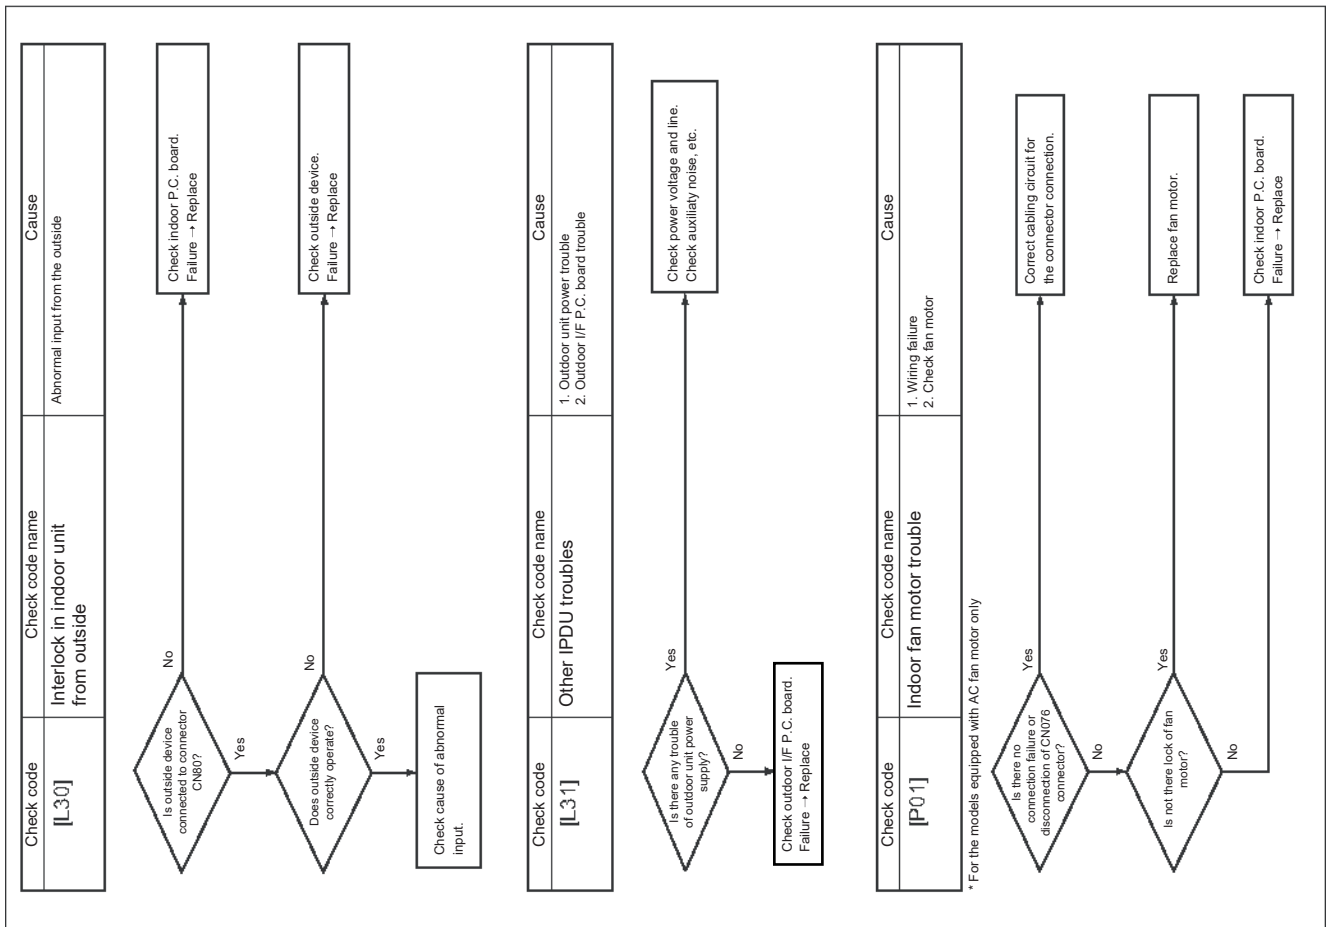 Check code
Check code name
Cause
[L30]
Interlock in indoor unit
from outside
Abnormal input from the outside
Is outside device
connected to connector
CN80?
No
Check indoor P.C. board.
Failure → Replace
Yes
Does outside device
correctly operate?
No
Check outside device.
Failure → Replace
Yes
Check cause of abnormal
input.
Check code
Check code name
Cause
[L31]
Other IPDU troubles
1. Outdoor unit power trouble
2. Outdoor I/F P.C. board trouble
Is there any trouble
of outdoor unit power
supply?
Yes
Check power voltage and line.
Check auxiliaty noise, etc.
No
Check outdoor I/F P.C. board.
Failure → Replace
Check code
Check code name
Cause
[P01]
Indoor fan motor trouble
1. Wiring failure
2. Check fan motor
* For the models equipped with AC fan motor only
Is there no
connection failure or
disconnection of CN076
connector?
Yes
Correct cabling circuit for
the connector connection.
No
Is not there lock of fan
motor?
Yes
Replace fan motor.
No
Check indoor P.C. board.
Failure → Replace